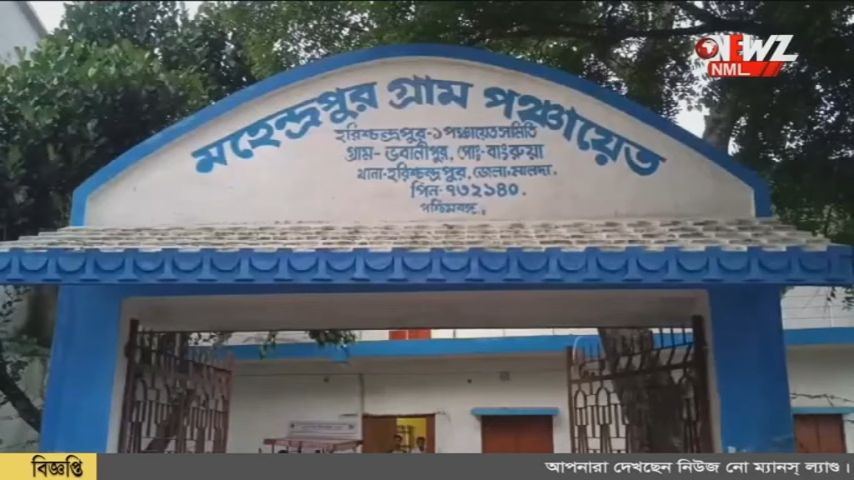 NEWZ
NML
মহেন্দ্রপুর গ্রাম পঞ্চায়েত
হরিশ্চন্দ্রপুর-১ পঞ্চায়েত সমিতি
গ্রাম- ভবানীপুর, পোঃ- বাংরুয়া
থানা-হরিশ্চন্দ্রপুর, জেলা-মালদা.
পিন- ৭৩২১৪০.
পশ্চিমবঙ্গ.
বিজ্ঞপ্তি
আপনারা দেখছেন নিউজ নো ম্যানস্ ল্যাণ্ড।